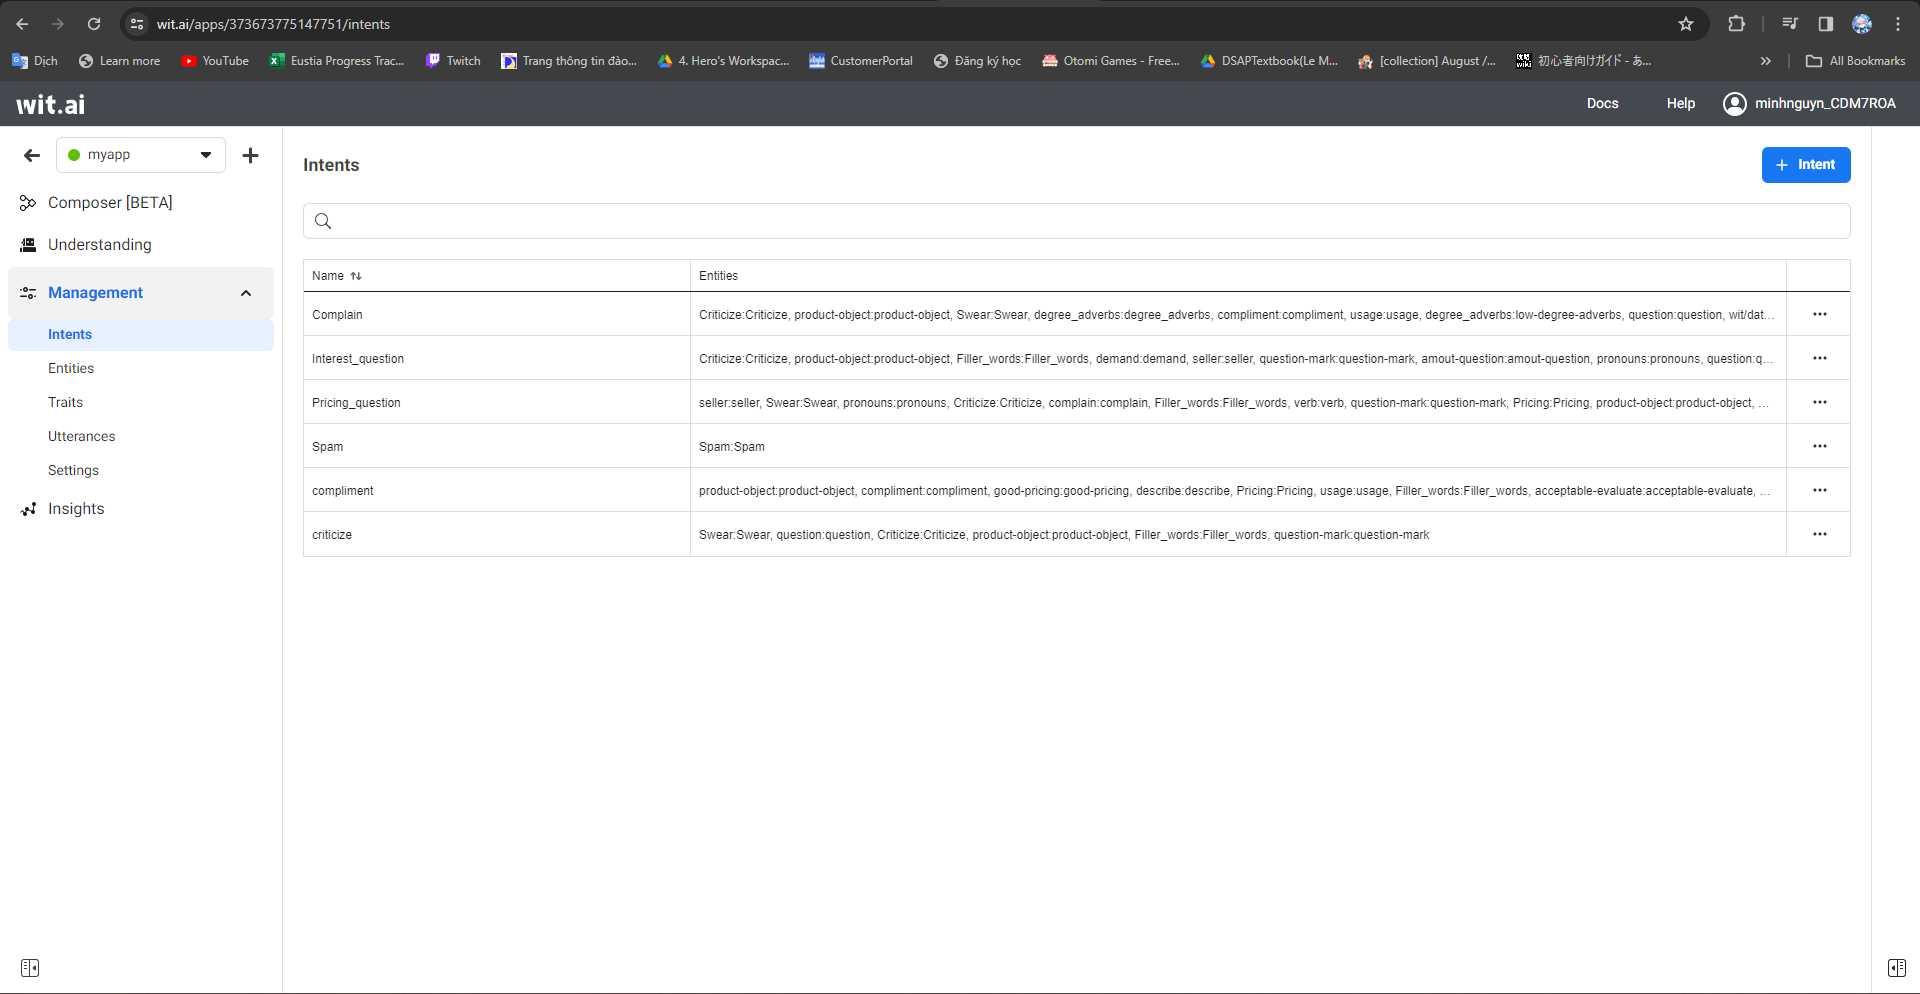 wit.ai/apps/373673775147751/intents
Dịch Learn more YouTube Eustia Progress Trac... Twitch Trang thông tin đào... 4. Hero's Workspac... CustomerPortal Đăng ký học Otomi Games - Free... DSAPTextbook(Le M... [collection] August /... 初心者向けガイド - あ... All Bookmarks
wit.ai Docs Help minhnguyn_CDM7ROA
myapp
Composer [BETA]
Understanding
Management
Intents
Entities
Traits
Utterances
Settings
Insights
Intents
+ Intent
Name Entities
Complain Criticize:Criticize, product-object:product-object, Swear:Swear, degree_adverbs:degree_adverbs, compliment:compliment, usage:usage, degree_adverbs:low-degree-adverbs, question:question, wit/dat...
Interest_question Criticize:Criticize, product-object:product-object, Filler_words:Filler_words, demand:demand, seller:seller, question-mark:question-mark, amout-question:amout-question, pronouns:pronouns, question:q...
Pricing_question seller:seller, Swear:Swear, pronouns:pronouns, Criticize:Criticize, complain:complain, Filler_words:Filler_words, verb:verb, question-mark:question-mark, Pricing:Pricing, product-object:product-object, ...
Spam Spam:Spam
compliment product-object:product-object, compliment:compliment, good-pricing:good-pricing, describe:describe, Pricing:Pricing, usage:usage, Filler_words:Filler_words, acceptable-evaluate:acceptable-evaluate, ...
criticize Swear:Swear, question:question, Criticize:Criticize, product-object:product-object, Filler_words:Filler_words, question-mark:question-mark